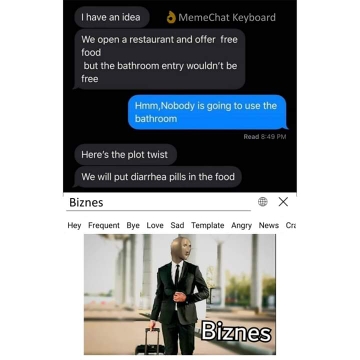 I have an idea
👌MemeChat Keyboard
We open a restaurant and offer free
food
but the bathroom entry wouldn't be
free
Hmm,Nobody is going to use the
bathroom
Read 8:49 PM
Here's the plot twist
We will put diarrhea pills in the food
Biznes
Hey Frequent Bye Love Sad Template Angry News Cra
Biznes